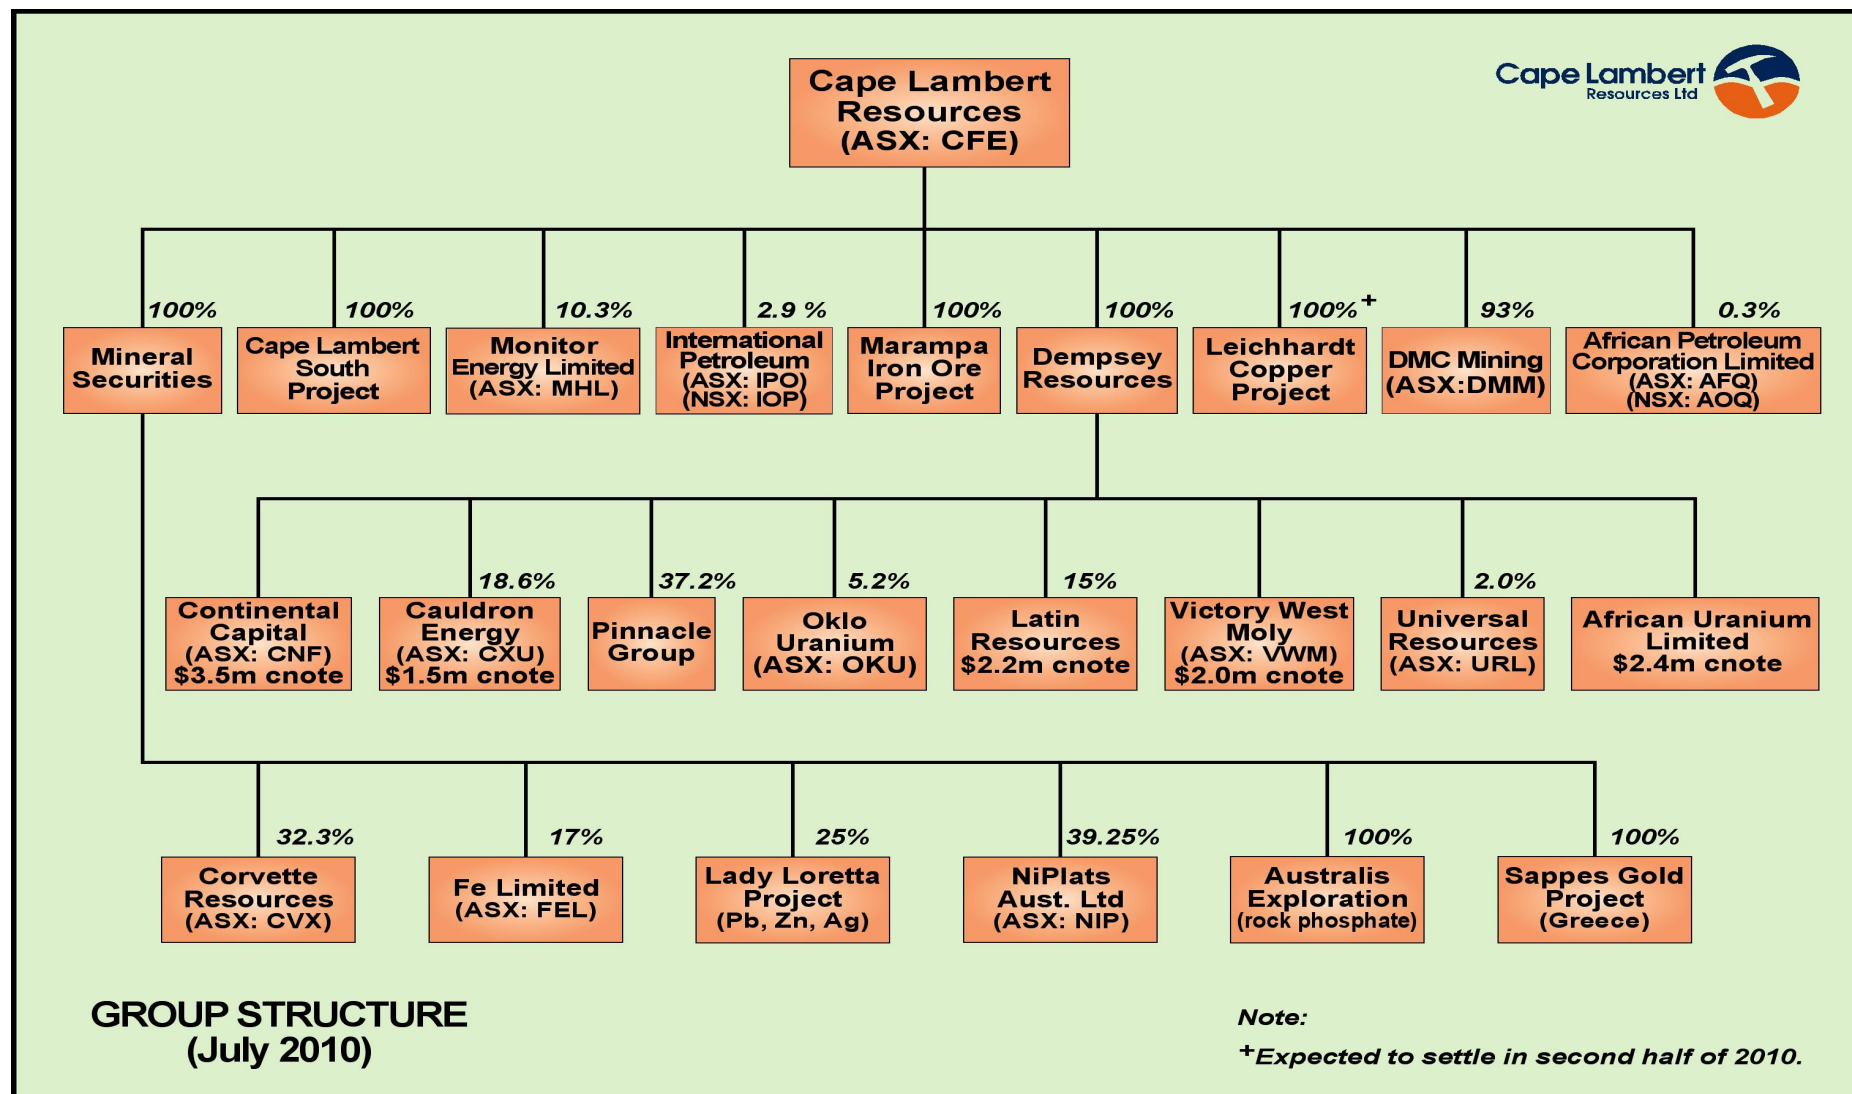 Cape Lambert
Resources
(ASX: CFE)
Cape Lambert
Resources Ltd
100%
Mineral
Securities
100%
Cape Lambert
South
Project
10.3%
Monitor
Energy Limited
(ASX: MHL)
2.9 %
International
Petroleum
(ASX: IPO)
(NSX: IOP)
100%
Marampa
Iron Ore
Project
100%
Dempsey
Resources
100%+
Leichhardt
Copper
Project
93%
DMC Mining
(ASX:DMM)
0.3%
African Petroleum
Corporation Limited
(ASX: AFQ)
(NSX: AOQ)
Continental
Capital
(ASX: CNF)
$3.5m cnote
18.6%
Cauldron
Energy
(ASX: CXU)
$1.5m cnote
37.2%
Pinnacle
Group
5.2%
Oklo
Uranium
(ASX: OKU)
15%
Latin
Resources
$2.2m cnote
Victory West
Moly
(ASX: VWM)
$2.0m cnote
2.0%
Universal
Resources
(ASX: URL)
African Uranium
Limited
$2.4m cnote
32.3%
Corvette
Resources
(ASX: CVX)
17%
Fe Limited
(ASX: FEL)
25%
Lady Loretta
Project
(Pb, Zn, Ag)
39.25%
NiPlats
Aust. Ltd
(ASX: NIP)
100%
Australis
Exploration
(rock phosphate)
100%
Sappes Gold
Project
(Greece)
GROUP STRUCTURE
(July 2010)
Note:
+Expected to settle in second half of 2010.